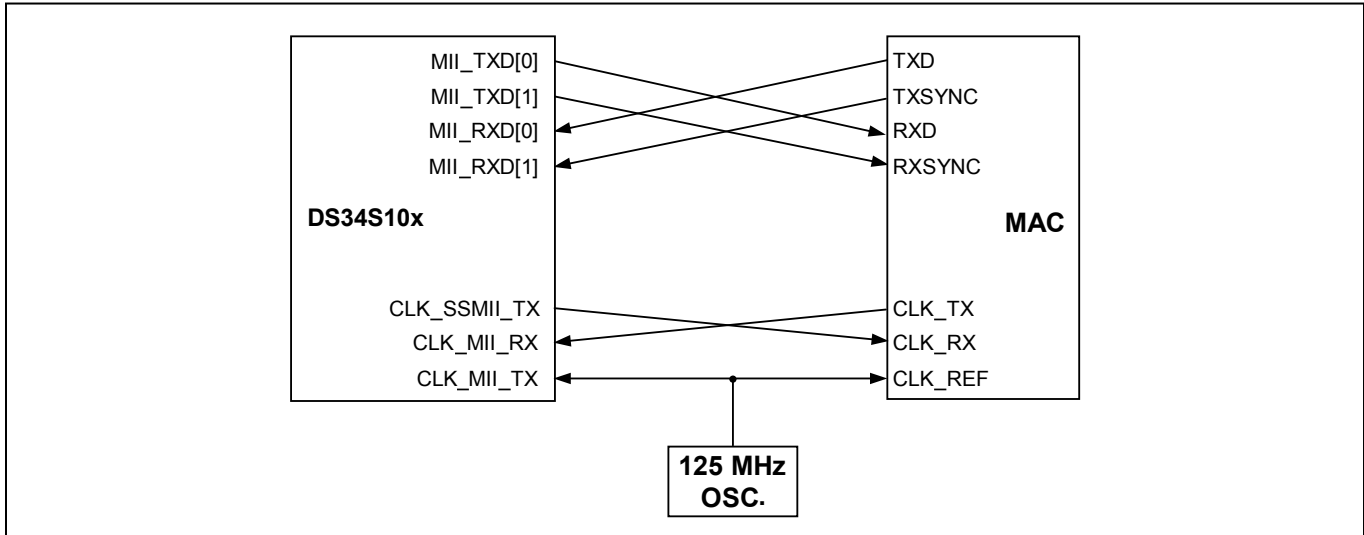 MII_TXD[0]
MII_TXD[1]
MII_RXD[0]
MII_RXD[1]
DS34S10x
CLK_SSMII_TX
CLK_MII_RX
CLK_MII_TX
TXD
TXSYNC
RXD
RXSYNC
MAC
CLK_TX
CLK_RX
CLK_REF
125 MHz
OSC.